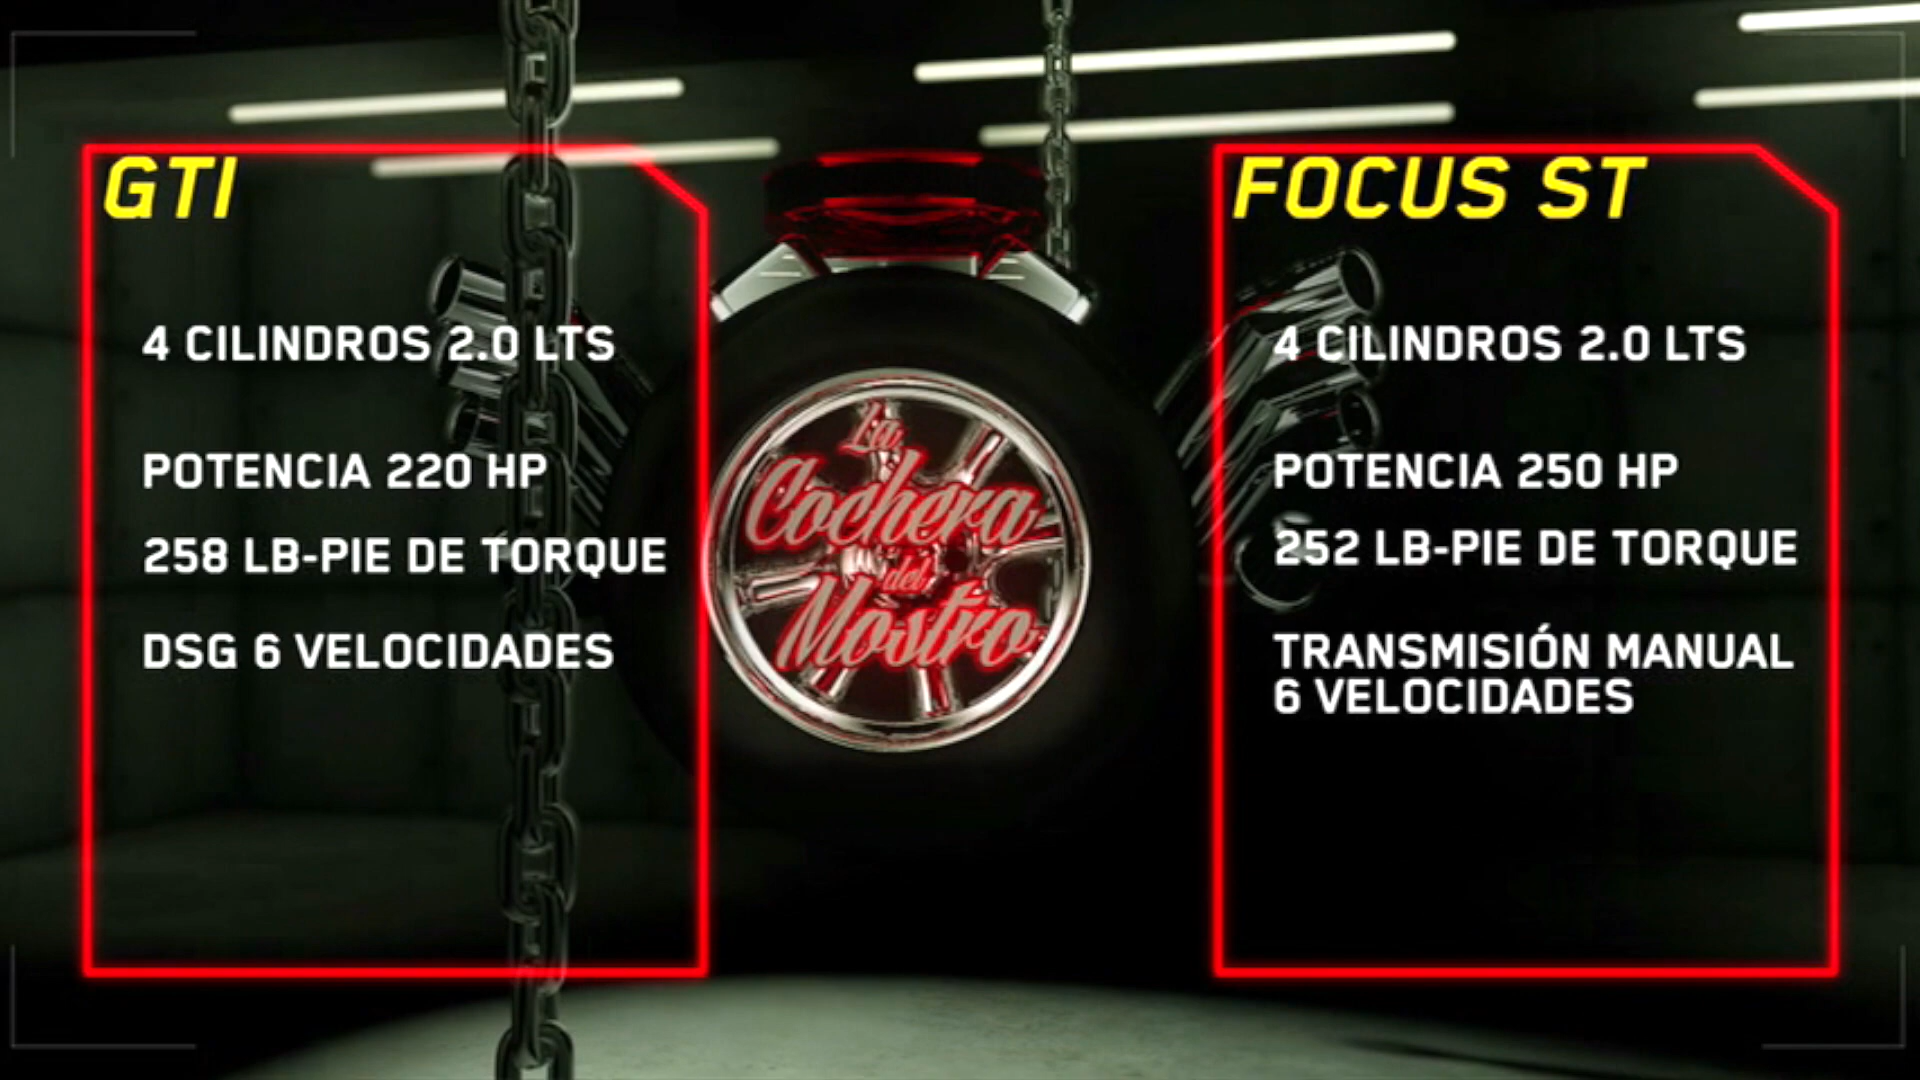 GTI
4 CILINDROS 2.0 LTS
POTENCIA 220 HP
258 LB-PIE DE TORQUE
DSG 6 VELOCIDADES
La
Cochera
del
Mostro
FOCUS ST
4 CILINDROS 2.0 LTS
POTENCIA 250 HP
252 LB-PIE DE TORQUE
TRANSMISIÓN MANUAL
6 VELOCIDADES